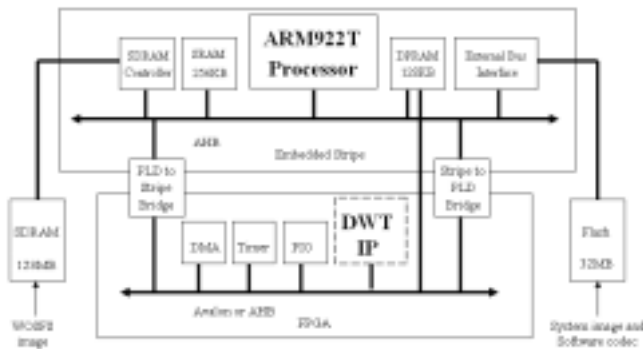 SDRAM
Controller
SRAM
256KB
ARM922T
Processor
DPRAM
128KB
External Bus
Interface
AHB
Embedded Stripe
PLD to
Stripe
Bridge
Stripe to
PLD
Bridge
SDRAM
128MB
DMA
Timer
PIO
DWT
IP
Flash
32MB
Avalon or AHB
FPGA
image
System image and
Software codec